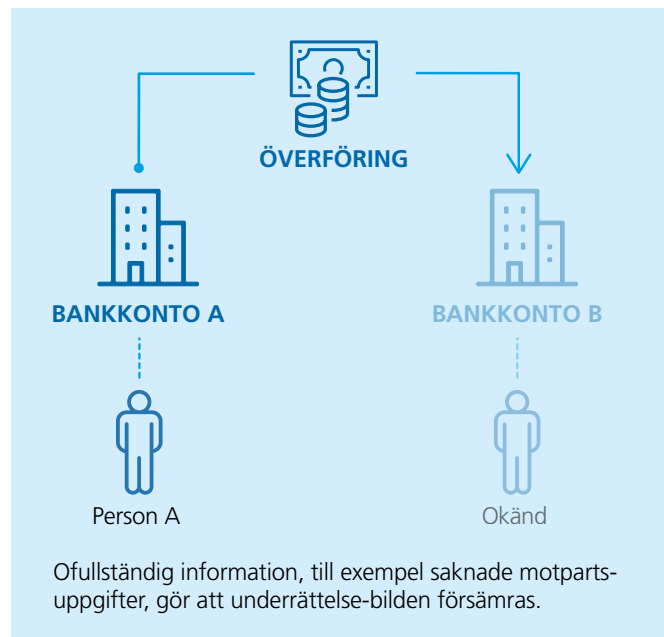 ÖVERFÖRING
BANKKONTO A
BANKKONTO B
Person A
Okänd
Ofullständig information, till exempel saknade motparts-
uppgifter, gör att underrättelse-bilden försämras.